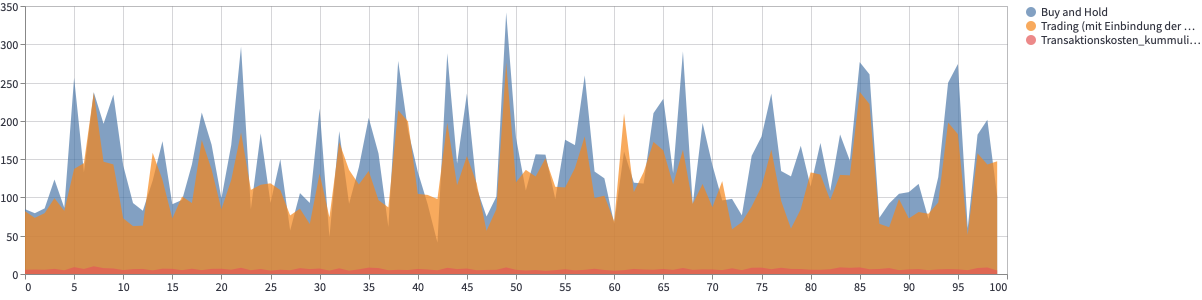 350
300
250
200
150
100
50
0
0 5 10 15 20 25 30 35 40 45 50 55 60 65 70 75 80 85 90 95 100
Buy and Hold
Trading (mit Einbindung der …
Transaktionskosten_kummuli…